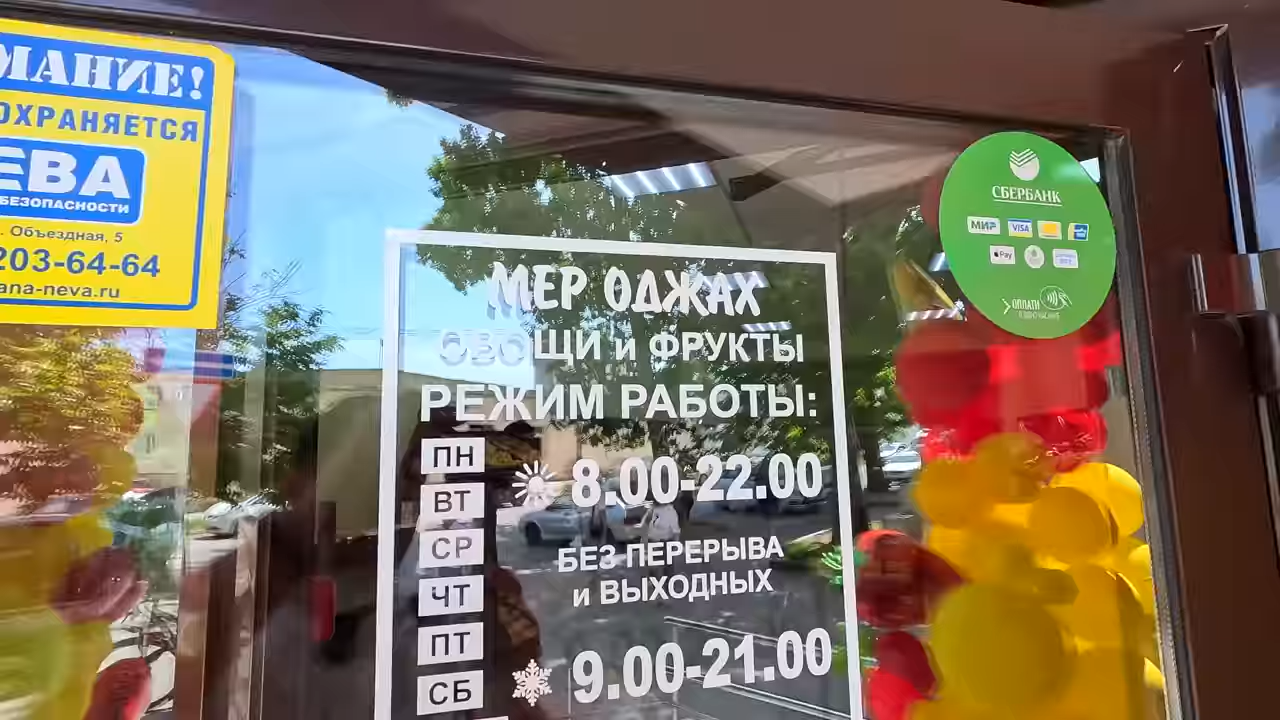 МАНИЕ!
ОХРАНЯЕТСЯ
ЕВА
БЕЗОПАСНОСТИ
. Объездная, 5
203-64-64
ana-neva.ru
МЕР ОДЖАХ
ОВОЩИ и ФРУКТЫ
РЕЖИМ РАБОТЫ:
ПН
ВТ
СР
ЧТ
ПТ
СБ
8.00-22.00
БЕЗ ПЕРЕРЫВА
и ВЫХОДНЫХ
9.00-21.00
СБЕРБАНК
МИР VISA
Pay
ОПЛАТИ